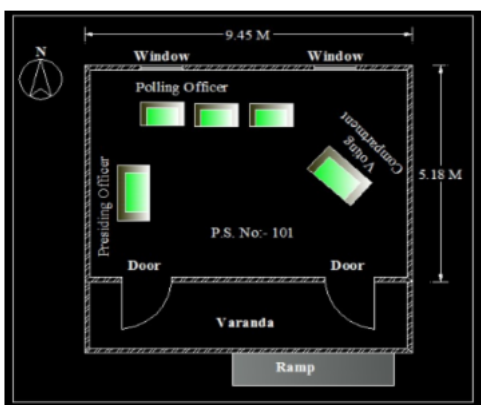 9.45 M
N
Window
Window
Polling Officer
Voting
Compartment
5.18 M
Presiding Officer
P.S. No:- 101
Door
Door
Varanda
Ramp